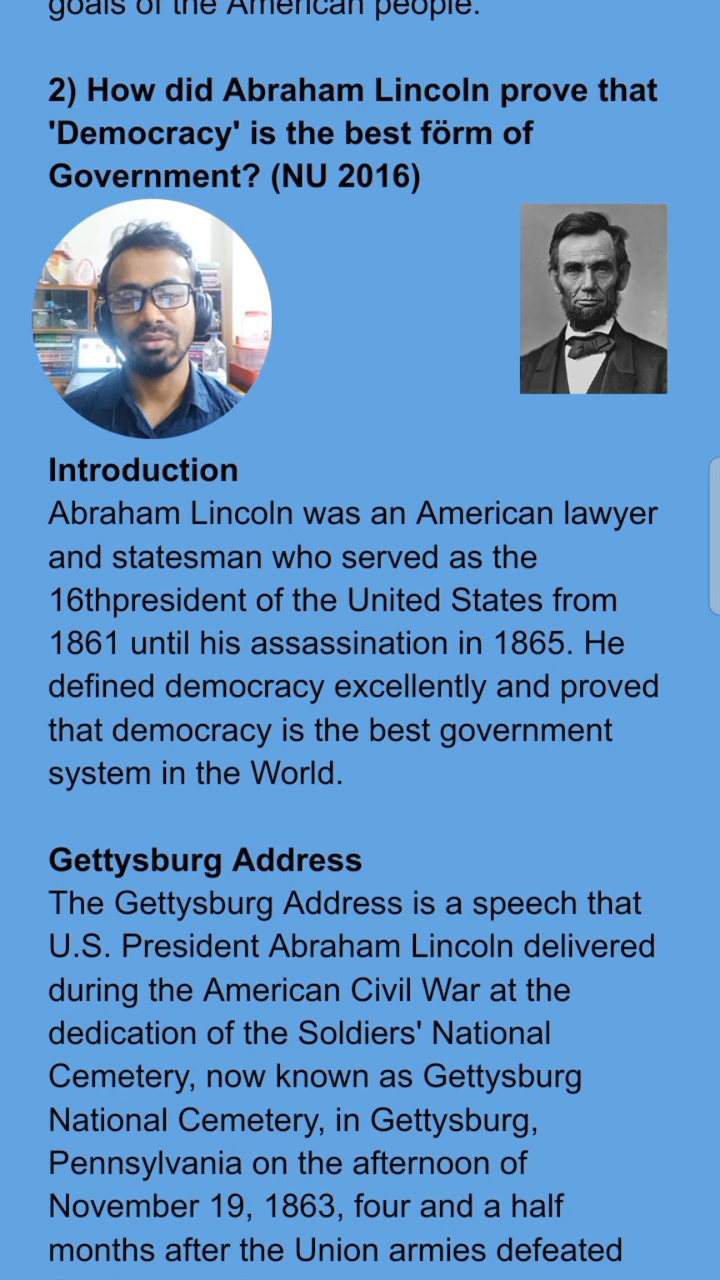 goals of the American people.
2) How did Abraham Lincoln prove that
'Democracy' is the best förm of
Government? (NU 2016)
Introduction
Abraham Lincoln was an American lawyer
and statesman who served as the
16thpresident of the United States from
1861 until his assassination in 1865. He
defined democracy excellently and proved
that democracy is the best government
system in the World.
Gettysburg Address
The Gettysburg Address is a speech that
U.S. President Abraham Lincoln delivered
during the American Civil War at the
dedication of the Soldiers' National
Cemetery, now known as Gettysburg
National Cemetery, in Gettysburg,
Pennsylvania on the afternoon of
November 19, 1863, four and a half
months after the Union armies defeated